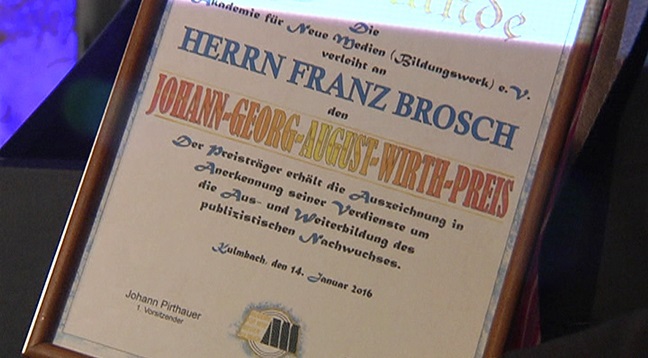 Die
Akademie für Neue Medien (Bildungswerk) e.V.
verleiht an
HERRN FRANZ BROSCH
den
JOHANN-GEORG-AUGUST-WIRTH-PREIS
Der Preisträger erhält die Auszeichnung in
Anerkennung seiner Verdienste um
die Aus- und Weiterbildung des
publizistischen Nachwuchses.
Kulmbach, den 14. Januar 2016
Johann Pirthauer
1. Vorsitzender